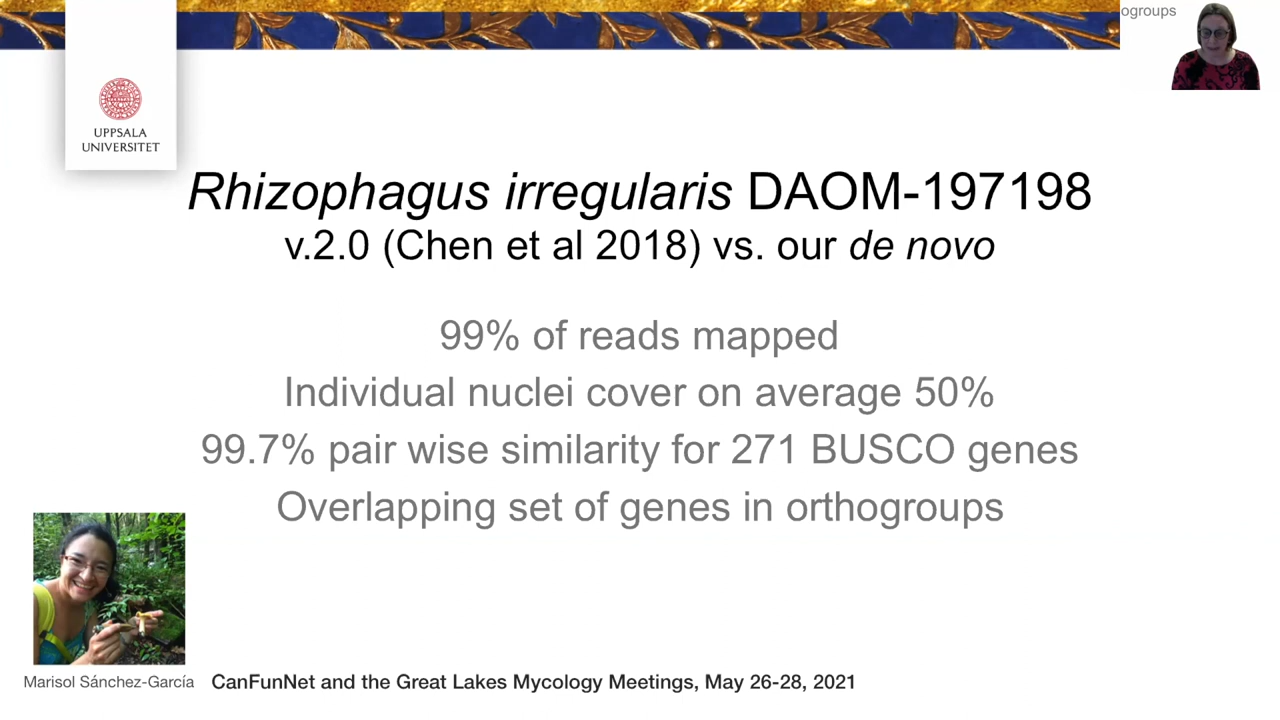 ogroups
UPPSALA
UNIVERSITET
Rhizophagus irregularis DAOM-197198
v.2.0 (Chen et al 2018) vs. our de novo
99% of reads mapped
Individual nuclei cover on average 50%
99.7% pair wise similarity for 271 BUSCO genes
Overlapping set of genes in orthogroups
Marisol Sánchez-García
CanFunNet and the Great Lakes Mycology Meetings, May 26-28, 2021